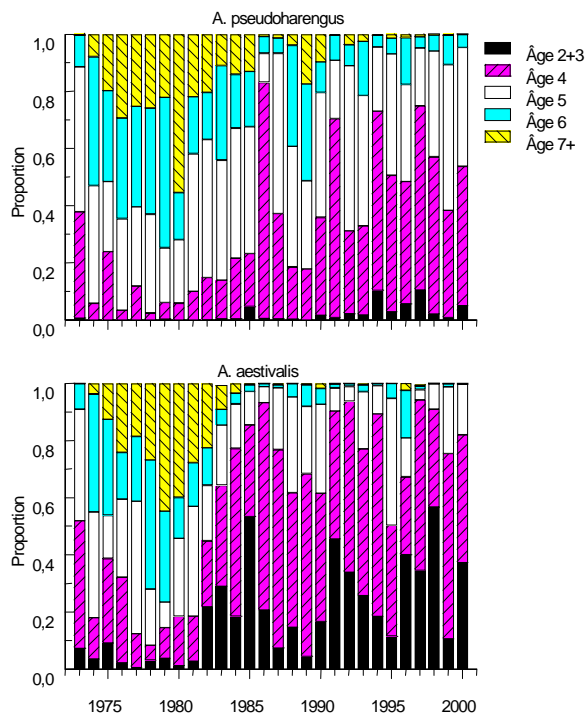 A. pseudoharengus
1,0
0,8
0,6
0,4
0,2
0,0
Proportion
Âge 2+3
Âge 4
Âge 5
Âge 6
Âge 7+
A. aestivalis
1,0
0,8
0,6
0,4
0,2
0,0
Proportion
1975 1980 1985 1990 1995 2000